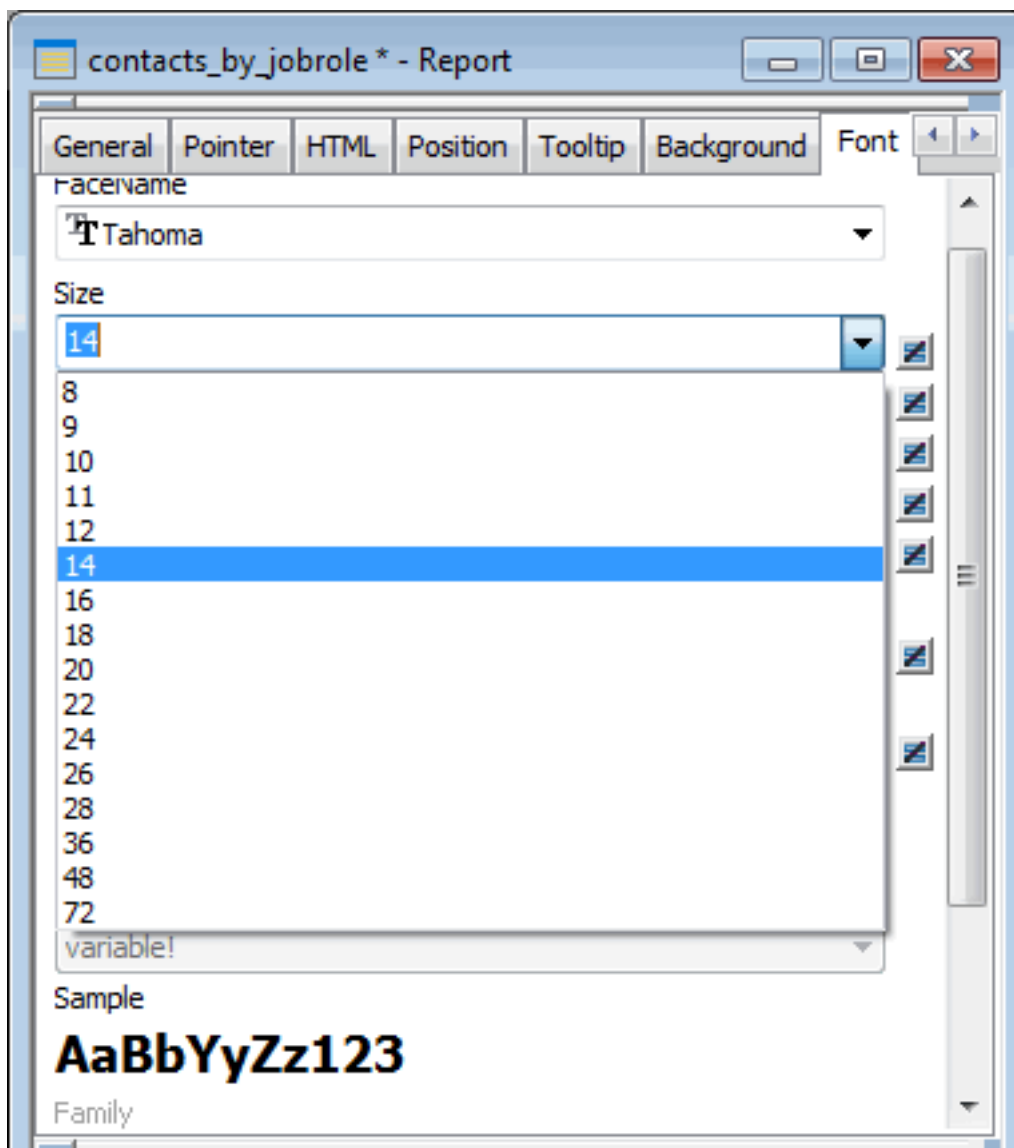 contacts_by_jobrole * - Report
General Pointer HTML Position Tooltip Background Font
FaceName
Tahoma
Size
14
8
9
10
11
12
14
16
18
20
22
24
26
28
36
48
72
variable!
Sample
AaBbYyZz123
Family